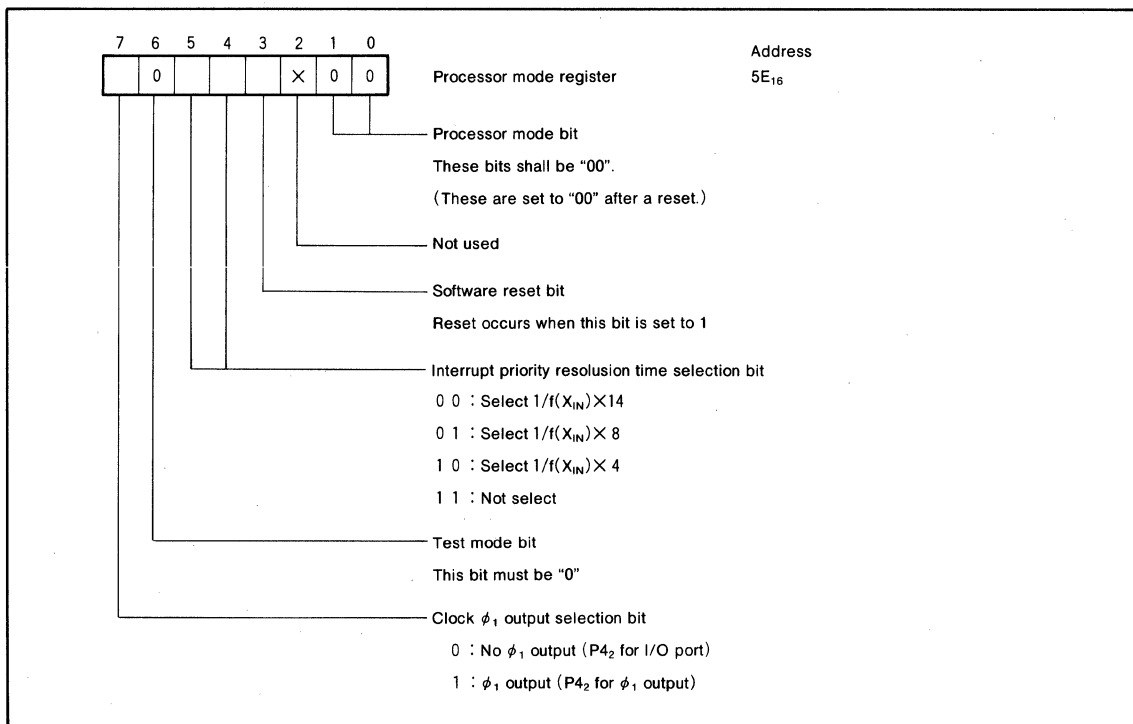 7 6 5 4 3 2 1 0
Address
0 × 0 0 Processor mode register 5E₁₆
Processor mode bit
These bits shall be “00”.
(These are set to “00” after a reset.)
Not used
Software reset bit
Reset occurs when this bit is set to 1
Interrupt priority resolusion time selection bit
0 0 : Select 1/f(X_IN)×14
0 1 : Select 1/f(X_IN)× 8
1 0 : Select 1/f(X_IN)× 4
1 1 : Not select
Test mode bit
This bit must be “0”
Clock ϕ₁ output selection bit
0 : No ϕ₁ output (P4₂ for I/O port)
1 : ϕ₁ output (P4₂ for ϕ₁ output)